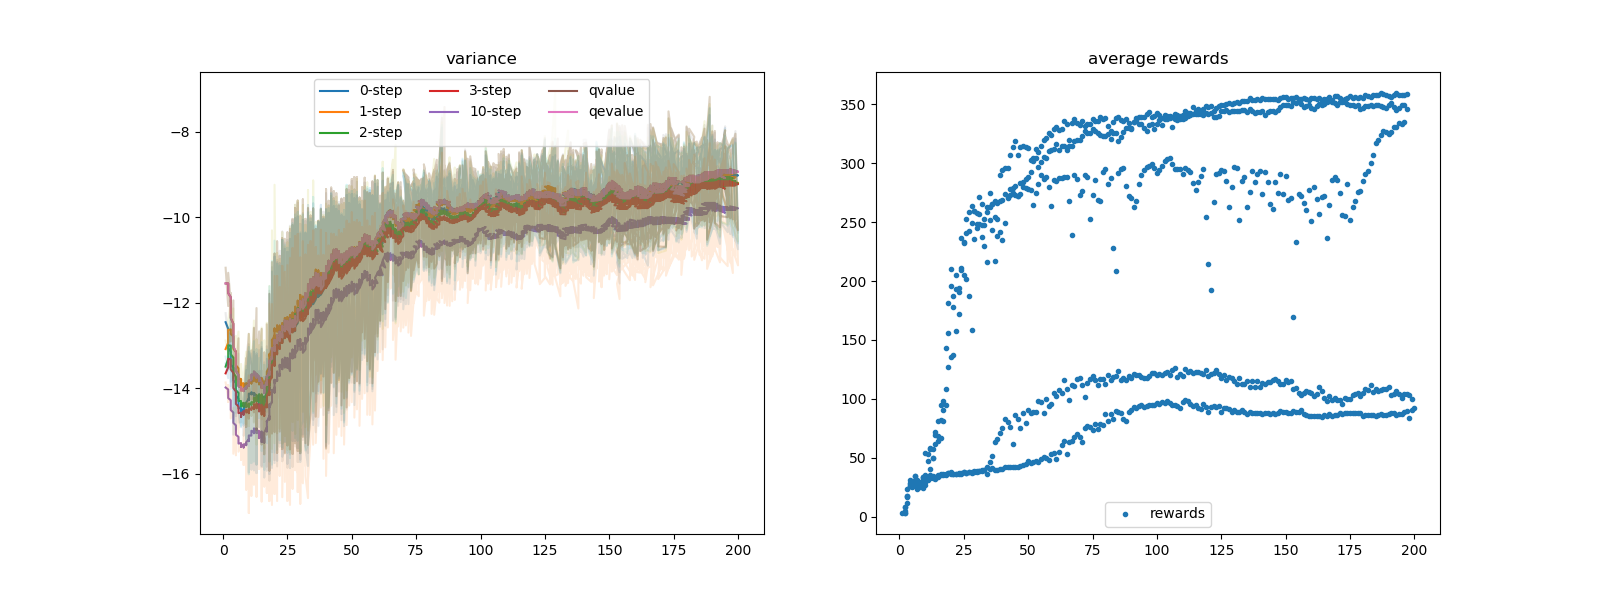 variance
0-step 3-step qvalue
1-step 10-step qevalue
2-step
−8
−10
−12
−14
−16
0 25 50 75 100 125 150 175 200
average rewards
350
300
250
200
150
100
50
0
rewards
0 25 50 75 100 125 150 175 200